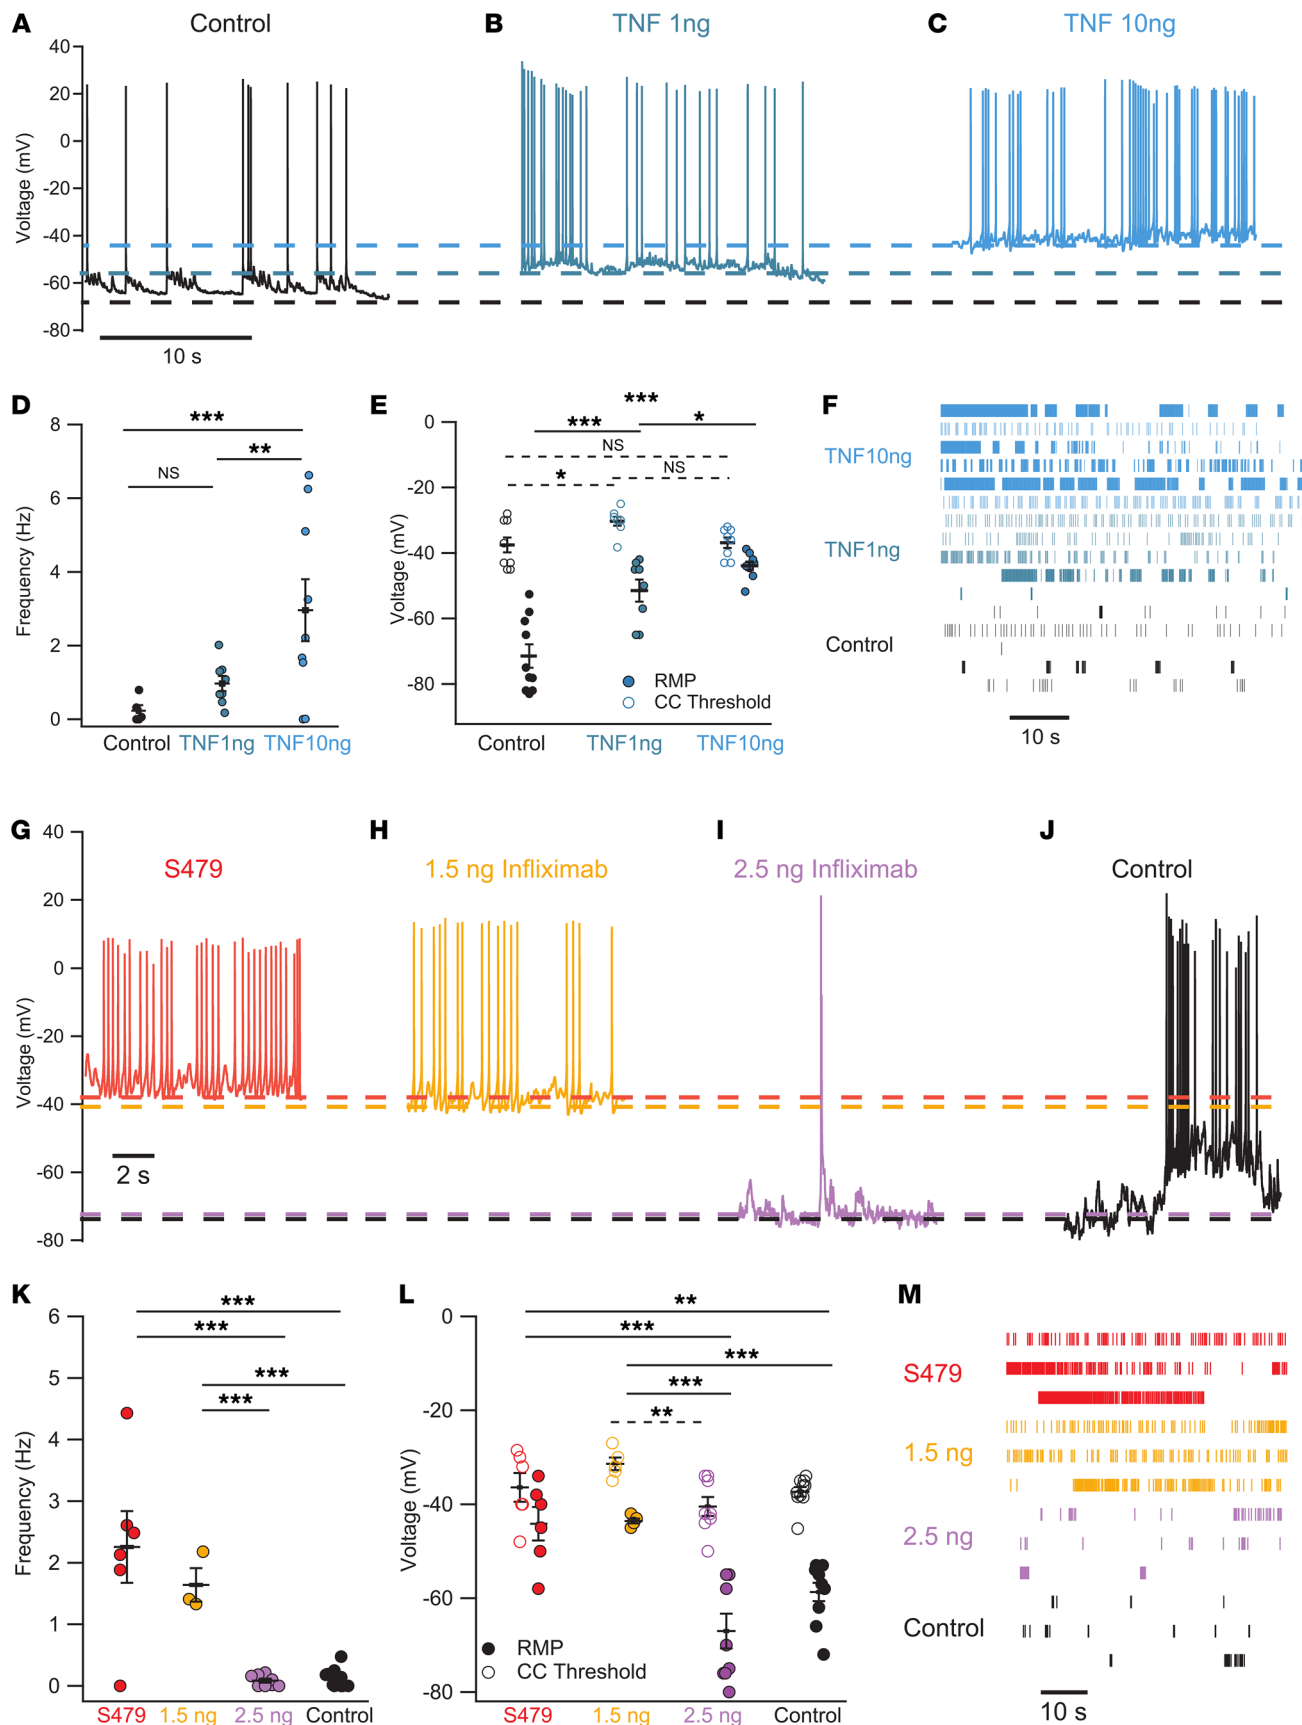 A
Control
B
TNF 1ng
C
TNF 10ng
40
20
0
-20
-40
-60
-80
Voltage (mV)
10 s
D
8
6
4
2
0
Frequency (Hz)
***
**
NS
Control
TNF1ng
TNF10ng
E
0
-20
-40
-60
-80
Voltage (mV)
***
***
*
NS
*
NS
RMP
CC Threshold
Control
TNF1ng
TNF10ng
F
TNF10ng
TNF1ng
Control
10 s
G
S479
H
1.5 ng Infliximab
I
2.5 ng Infliximab
J
Control
40
20
0
-20
-40
-60
-80
Voltage (mV)
2 s
K
6
5
4
3
2
1
0
Frequency (Hz)
***
***
***
***
S479
1.5 ng
2.5 ng
Control
L
0
-20
-40
-60
-80
Voltage (mV)
**
***
***
***
**
RMP
CC Threshold
S479
1.5 ng
2.5 ng
Control
M
S479
1.5 ng
2.5 ng
Control
10 s